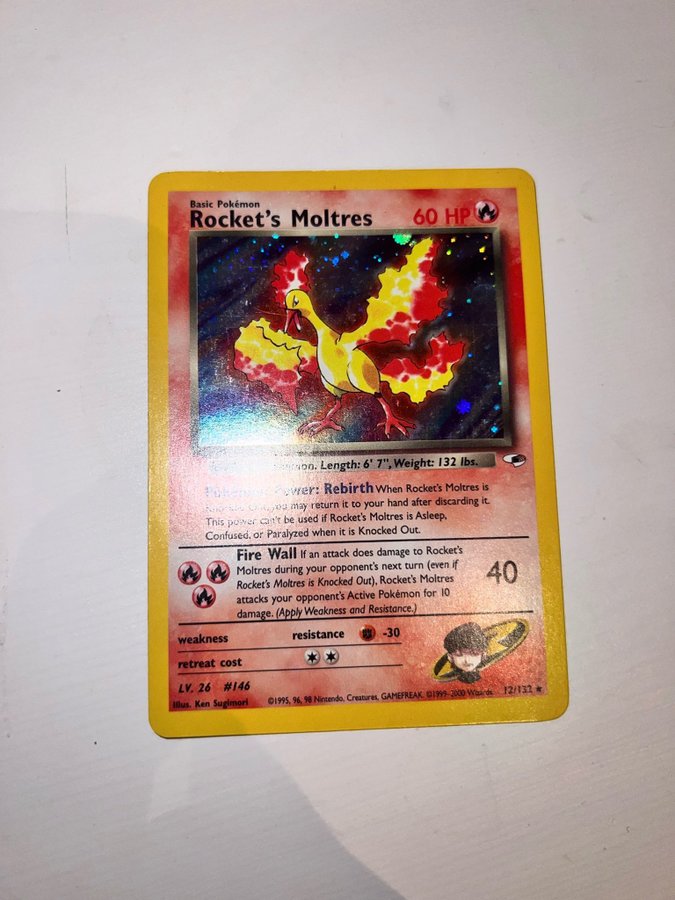 Basic Pokémon
Rocket's Moltres 60 HP
Length: 6' 7", Weight: 132 lbs.
Power: Rebirth When Rocket's Moltres is
you may return it to your hand after discarding it.
This power can't be used if Rocket's Moltres is Asleep,
Confused, or Paralyzed when it is Knocked Out.
Fire Wall If an attack does damage to Rocket's
Moltres during your opponent's next turn (even if
Rocket's Moltres is Knocked Out), Rocket's Moltres
attacks your opponent's Active Pokémon for 10
damage. (Apply Weakness and Resistance.)
40
weakness resistance -30
retreat cost
LV. 26 #146
Illus. Ken Sugimori ©1995, 96, 98 Nintendo, Creatures, GAMEFREAK. ©1999-2000 Wizards. 12/132 ★